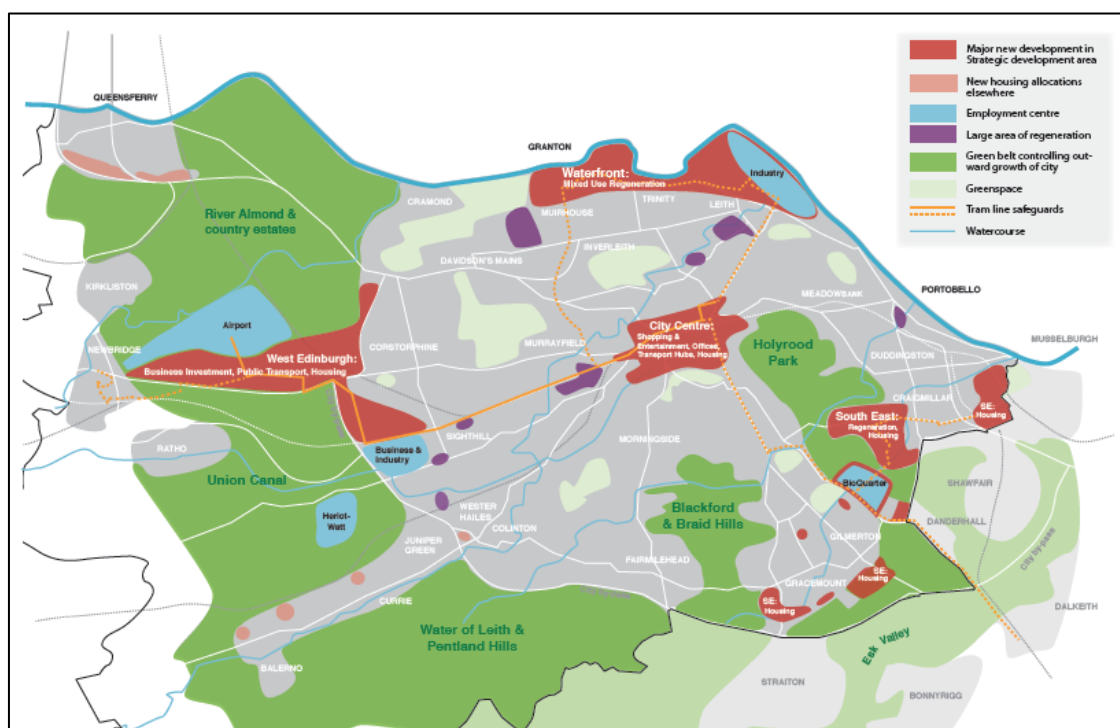 QUEENSFERRY
GRANTON
Major new development in
Strategic development area
New housing allocations
elsewhere
Employment centre
Large area of regeneration
Green belt controlling out-
ward growth of city
Greenspace
Tram line safeguards
Watercourse
Waterfront:
Mixed Use Regeneration
Industry
CRAMOND
MUIRHOUSE
TRINITY
LEITH
River Almond &
country estates
INVERLEITH
DAVIDSON'S MAINS
KIRKLISTON
MEADOWBANK
PORTOBELLO
Airport
MUSSELBURGH
City Centre:
Shopping &
Entertainment, Offices,
Transport Hubs, Housing
NEWBRIDGE
West Edinburgh:
Business Investment, Public Transport, Housing
CORSTORPHINE
MURRAYFIELD
Holyrood
Park
DUDDINGSTON
CRAIGMILLAR
SE:
Housing
South East:
Regeneration,
Housing
RATHO
SIGHTHILL
MORNINGSIDE
Business &
Industry
Union Canal
BioQuarter
SHAWFAIR
Heriot-
Watt
WESTER
HAILES
COLINTON
Blackford
& Braid Hills
DANDERHALL
GILMERTON
JUNIPER
GREEN
FAIRMILEHEAD
City by-pass
GRACEMOUNT
SE:
Housing
SE:
Housing
CURRIE
DALKEITH
Water of Leith &
Pentland Hills
Esk Valley
BALERNO
STRAITON
BONNYRIGG